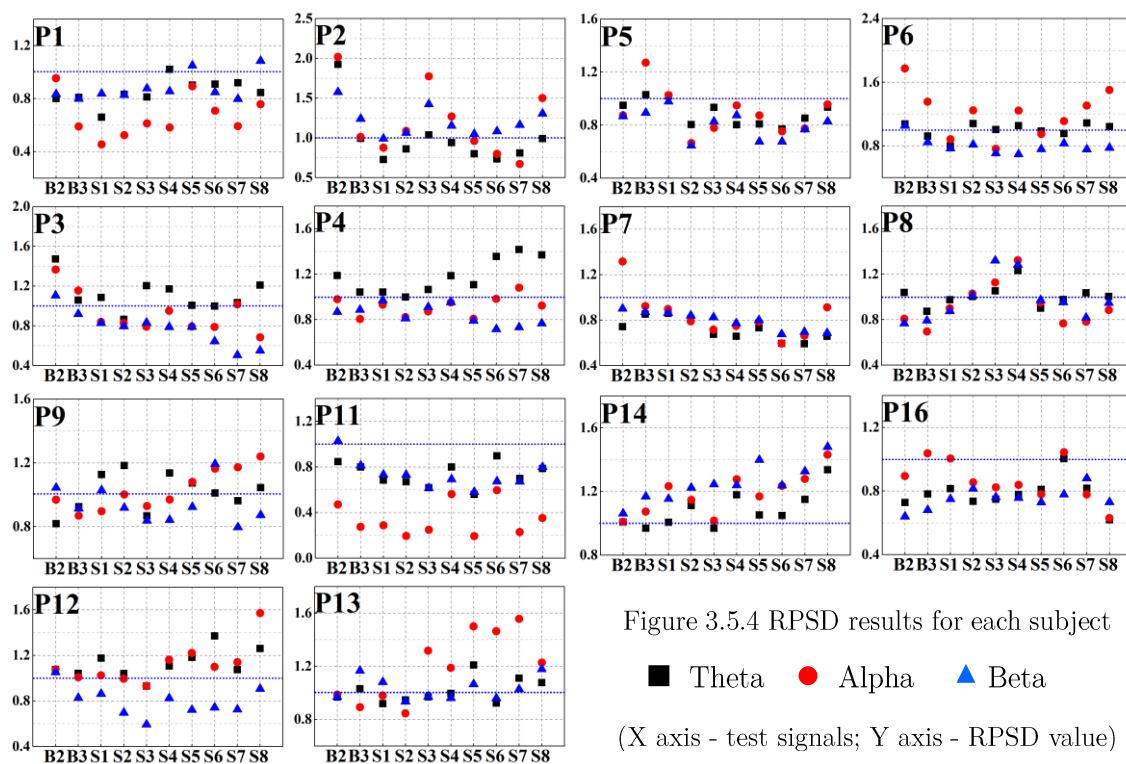 P1
1.2
0.8
0.4
B2 B3 S1 S2 S3 S4 S5 S6 S7 S8
P2
2.5
2.0
1.5
1.0
0.5
B2 B3 S1 S2 S3 S4 S5 S6 S7 S8
P5
1.6
1.2
0.8
0.4
B2 B3 S1 S2 S3 S4 S5 S6 S7 S8
P6
2.4
1.6
0.8
B2 B3 S1 S2 S3 S4 S5 S6 S7 S8
P3
2.0
1.6
1.2
0.8
0.4
B2 B3 S1 S2 S3 S4 S5 S6 S7 S8
P4
1.6
1.2
0.8
0.4
B2 B3 S1 S2 S3 S4 S5 S6 S7 S8
P7
1.6
1.2
0.8
0.4
B2 B3 S1 S2 S3 S4 S5 S6 S7 S8
P8
1.6
1.2
0.8
0.4
B2 B3 S1 S2 S3 S4 S5 S6 S7 S8
P9
1.6
1.2
0.8
B2 B3 S1 S2 S3 S4 S5 S6 S7 S8
P11
1.2
0.8
0.4
0.0
B2 B3 S1 S2 S3 S4 S5 S6 S7 S8
P14
1.6
1.2
0.8
B2 B3 S1 S2 S3 S4 S5 S6 S7 S8
P16
1.2
0.8
0.4
B2 B3 S1 S2 S3 S4 S5 S6 S7 S8
P12
1.6
1.2
0.8
0.4
B2 B3 S1 S2 S3 S4 S5 S6 S7 S8
P13
1.6
1.2
0.8
B2 B3 S1 S2 S3 S4 S5 S6 S7 S8
Figure 3.5.4 RPSD results for each subject
Theta Alpha Beta
(X axis - test signals; Y axis - RPSD value)